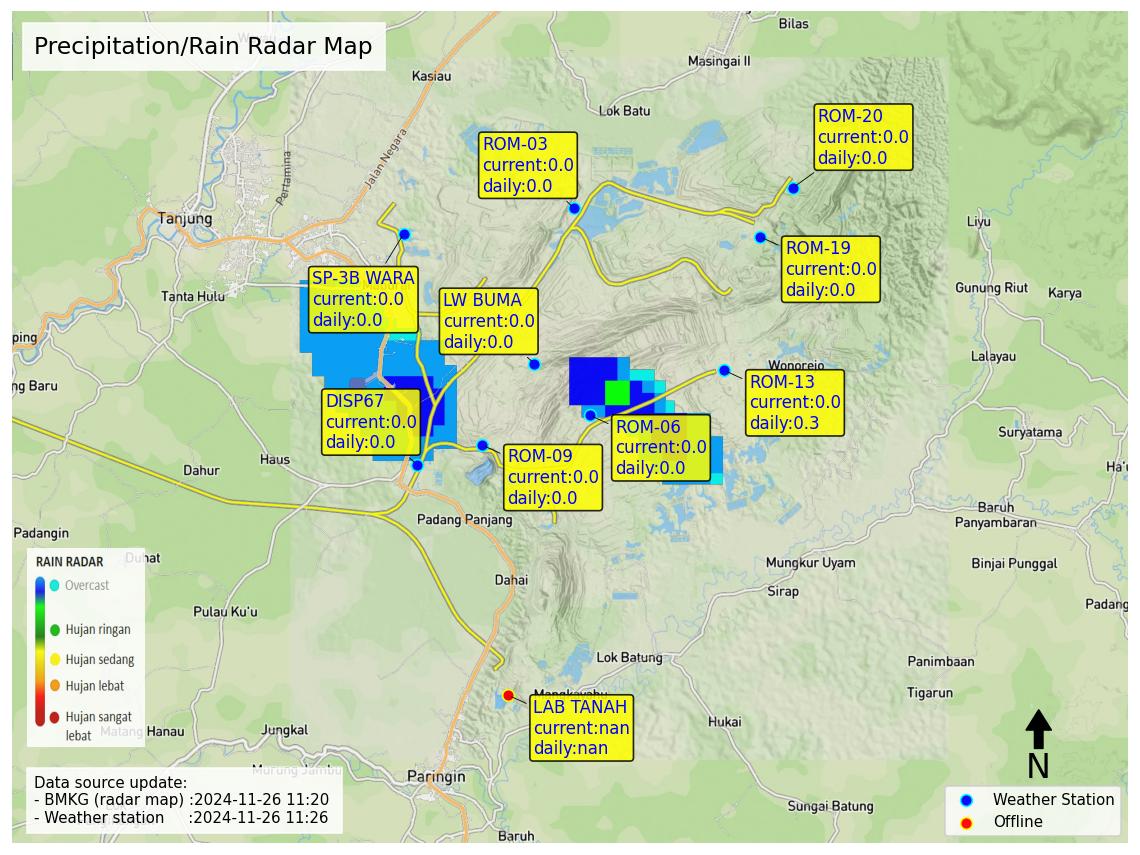 Precipitation/Rain Radar Map
Bilas
Masingai II
Kasiau
Lok Batu
Jalan Negara
Pertamina
Tanjung
Tanta Hulu
ROM-03
current:0.0
daily:0.0
ROM-20
current:0.0
daily:0.0
ROM-19
current:0.0
daily:0.0
SP-3B WARA
current:0.0
daily:0.0
LW BUMA
current:0.0
daily:0.0
Liyu
Gunung Riut
Karya
Lalayau
Wonorejo
ROM-13
current:0.0
daily:0.3
DISP67
current:0.0
daily:0.0
ROM-06
current:0.0
daily:0.0
ROM-09
current:0.0
daily:0.0
ping
ng Baru
Dahur
Haus
Suryatama
Ha'u
Baruh
Panyambaran
Padang Panjang
Padangin
Duhat
Binjai Punggal
Mungkur Uyam
Dahai
Sirap
Padang
Pulau Ku'u
RAIN RADAR
Overcast
Hujan ringan
Hujan sedang
Hujan lebat
Hujan sangat
lebat
Lok Batung
Panimbaan
Tigarun
LAB TANAH
current:nan
daily:nan
Hanau
Jungkal
Hukai
Paringin
Sungai Batung
Baruh
Data source update:
- BMKG (radar map) :2024-11-26 11:20
- Weather station :2024-11-26 11:26
N
Weather Station
Offline